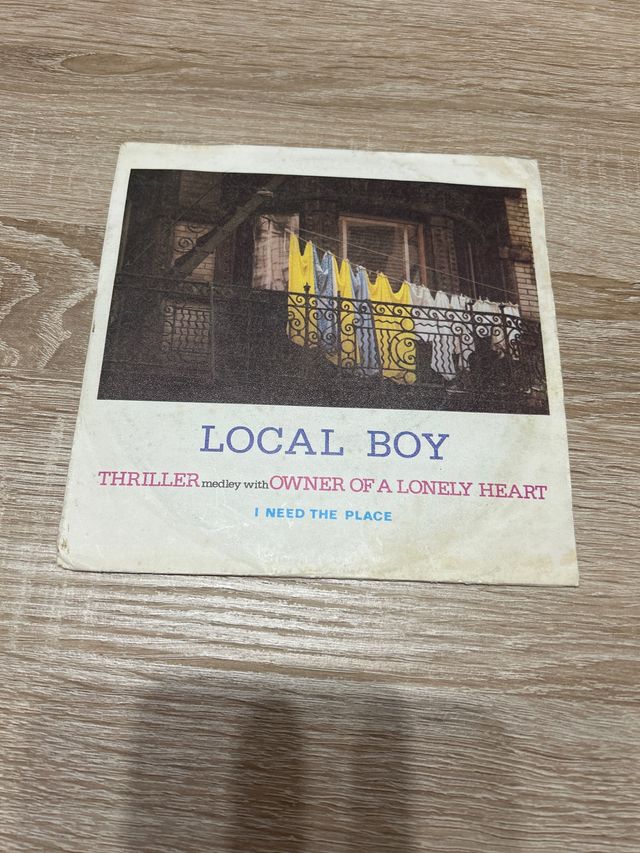 LOCAL BOY
THRILLER medley with OWNER OF A LONELY HEART
I NEED THE PLACE